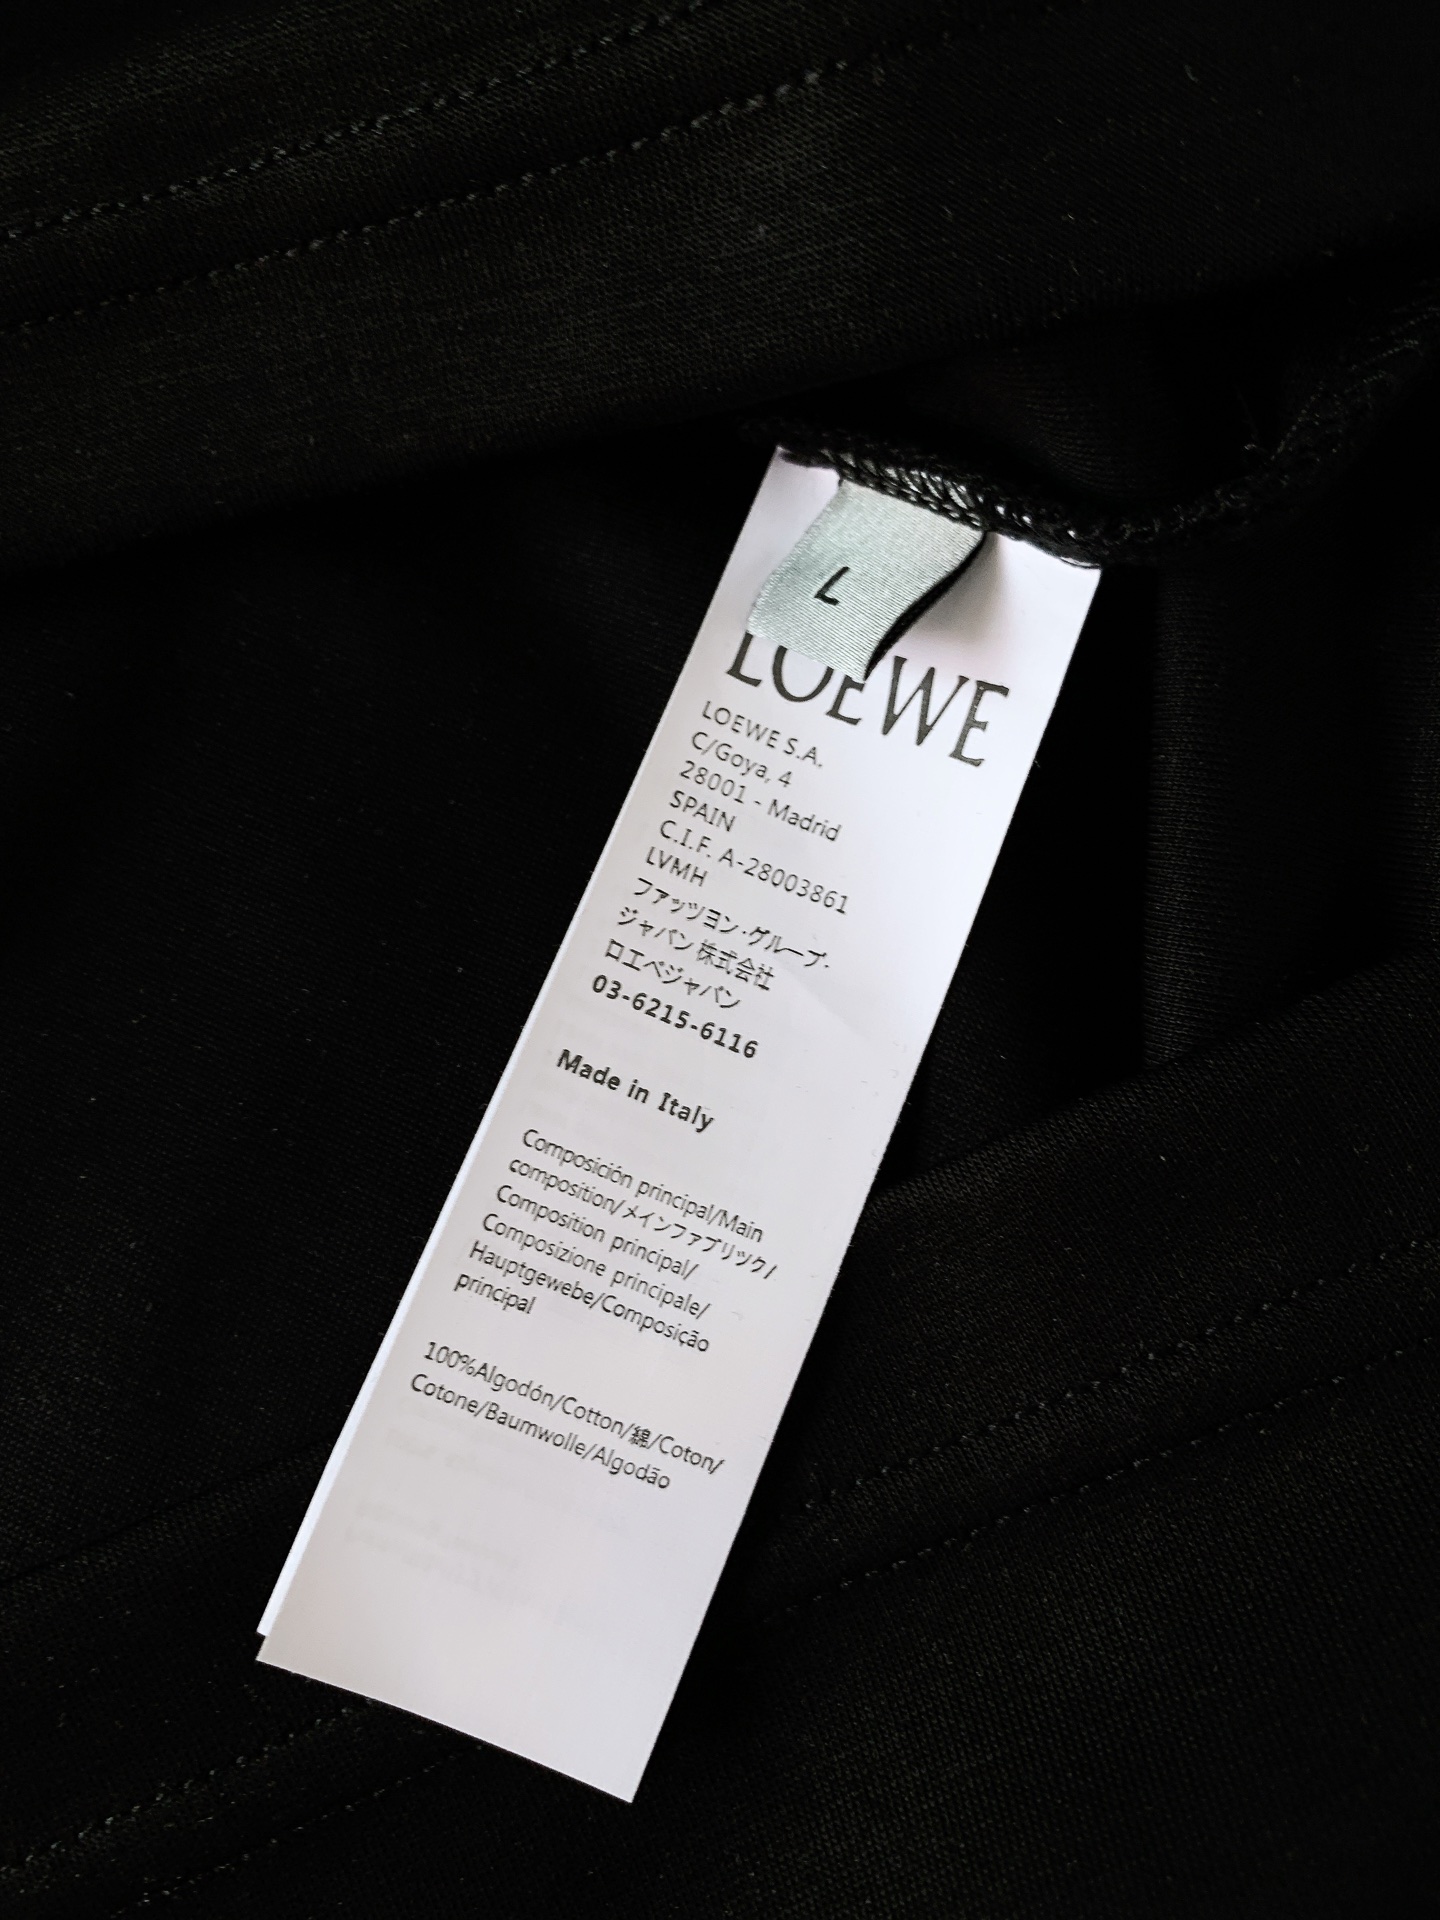 L
LOEWE
LOEWE S.A.
C/Goya, 4
28001 - Madrid
SPAIN
C.I.F. A-28003861
LVMH
ファッツヨン·グループ·
ジャパン 株式会社
ロエベジャパン
03-6215-6116
Made in Italy
Composición principal/Main
composition/メインファブリック/
Composition principal/
Composizione principale/
Hauptgewebe/Composição
principal
100%Algodón/Cotton/綿/Coton/
Cotone/Baumwolle/Algodão